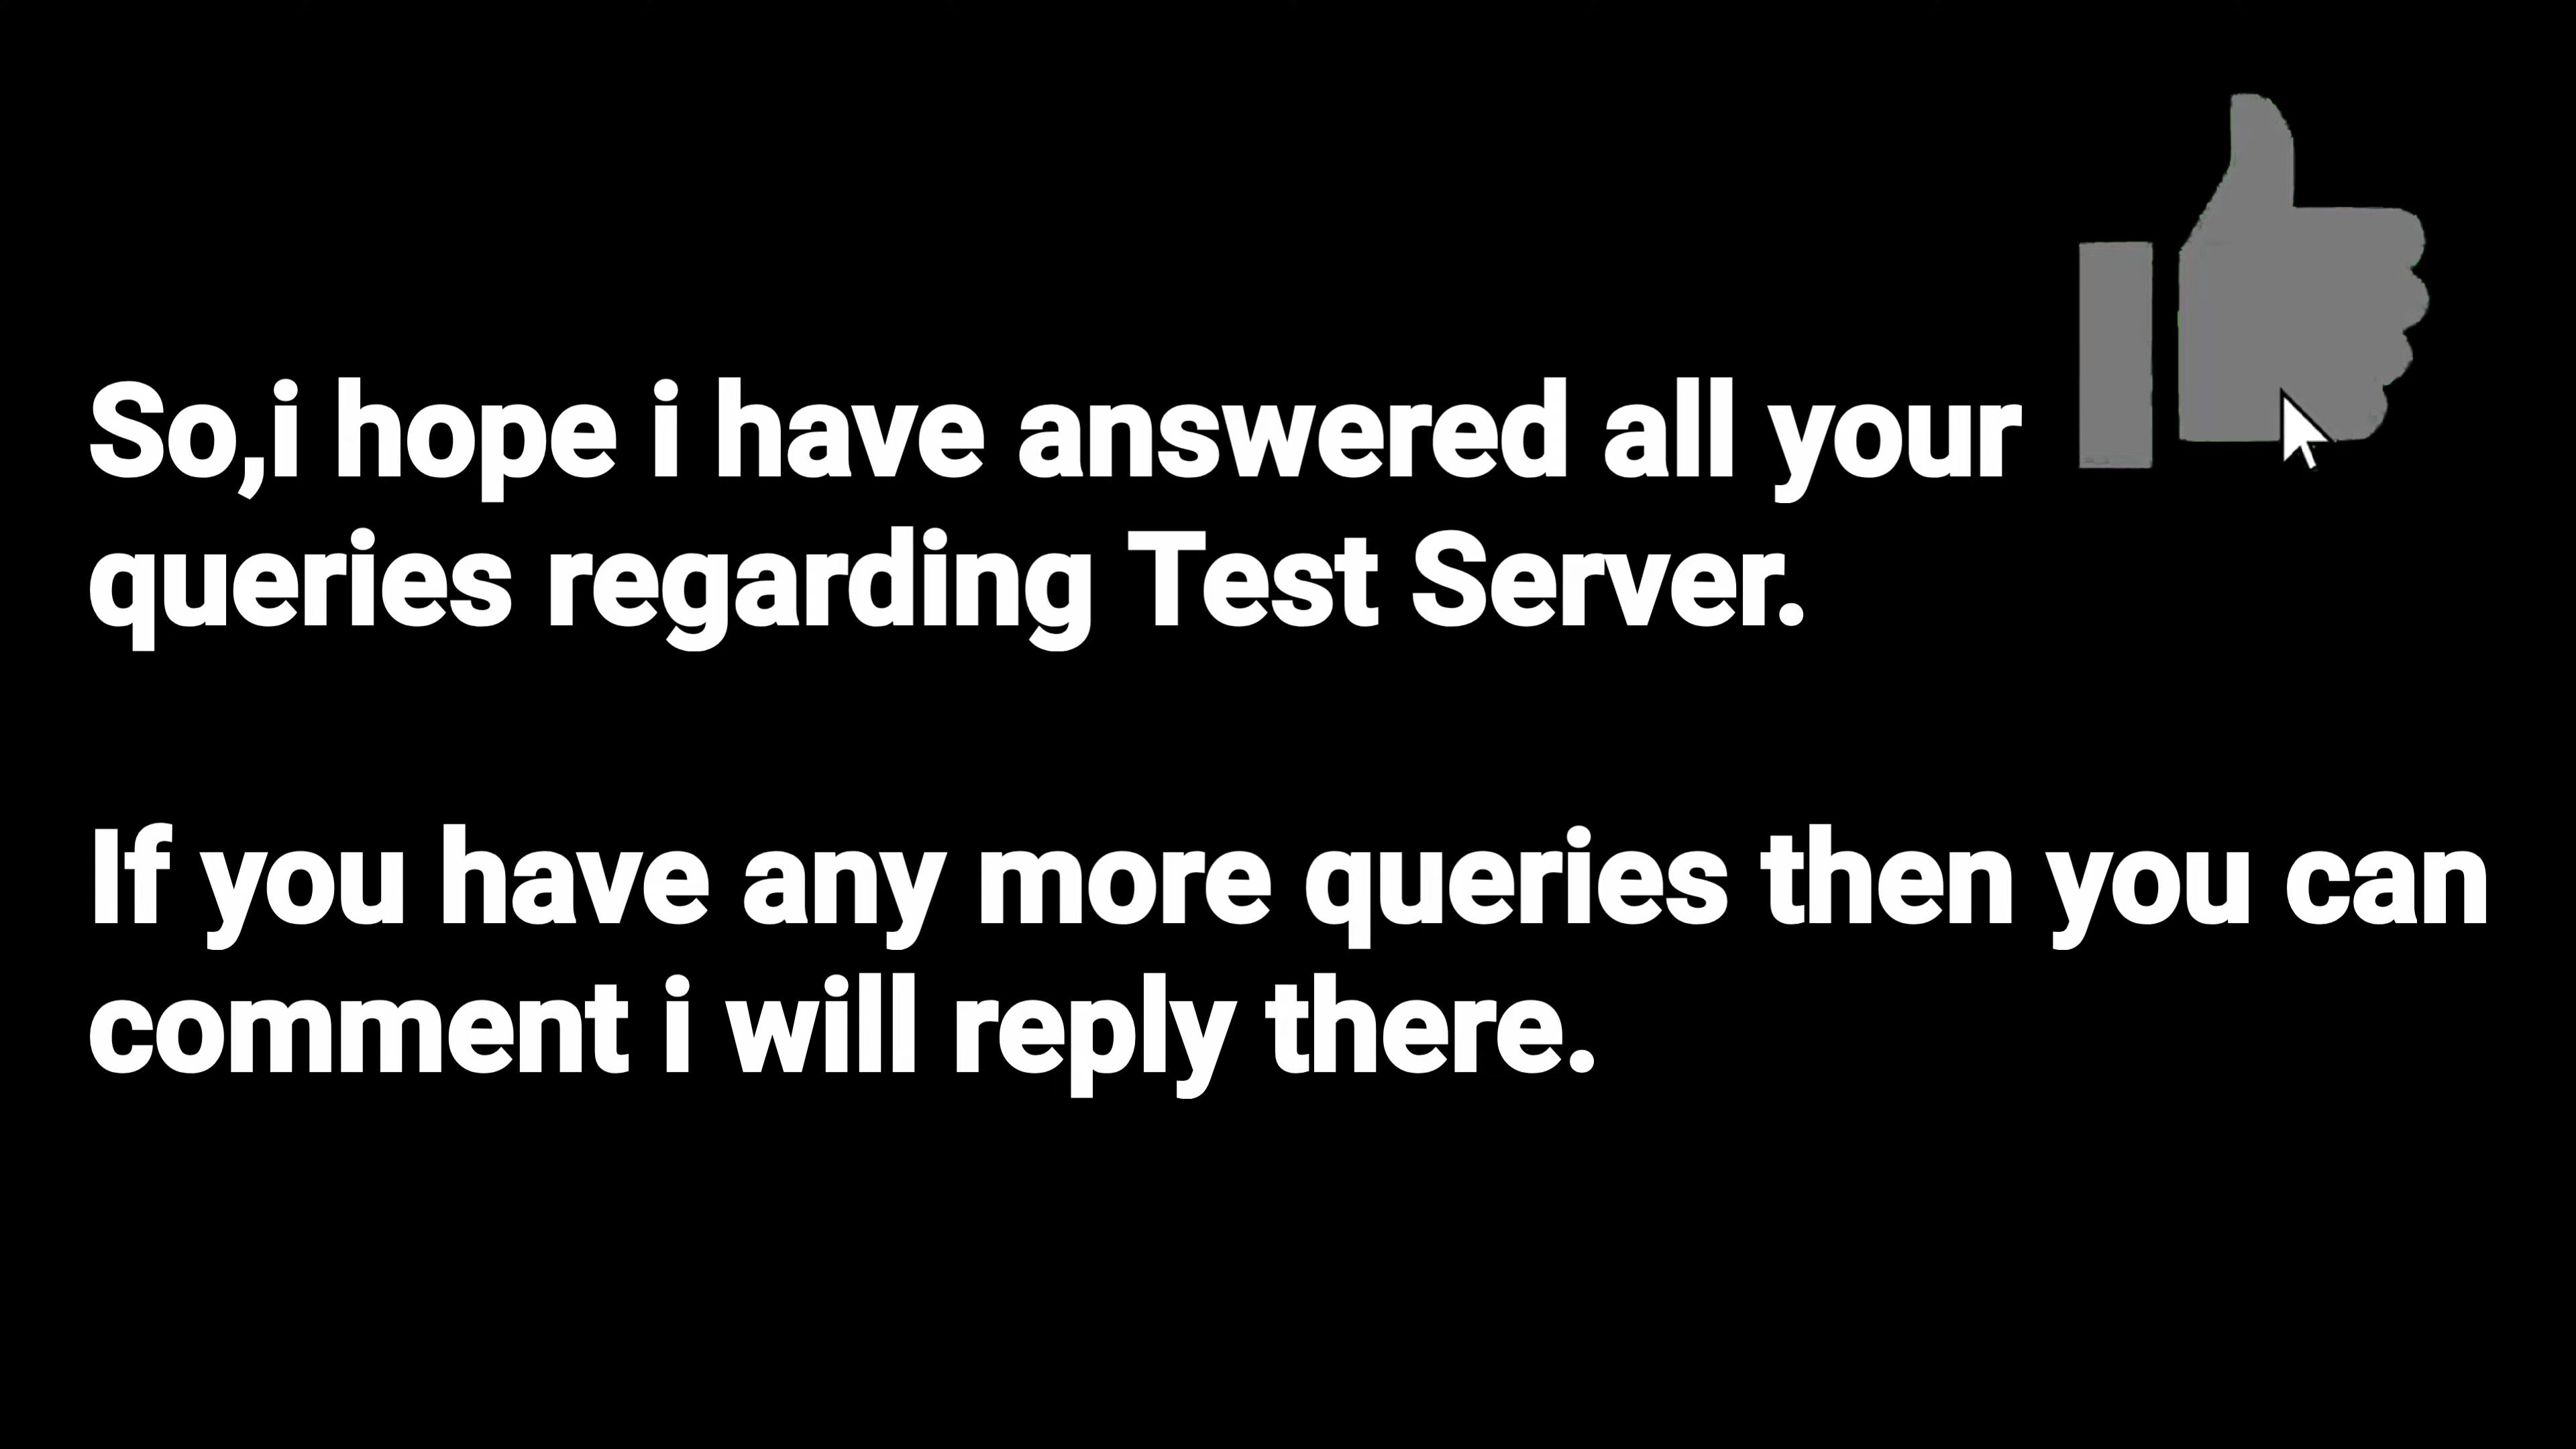 So,i hope i have answered all your
queries regarding Test Server.
If you have any more queries then you can
comment i will reply there.